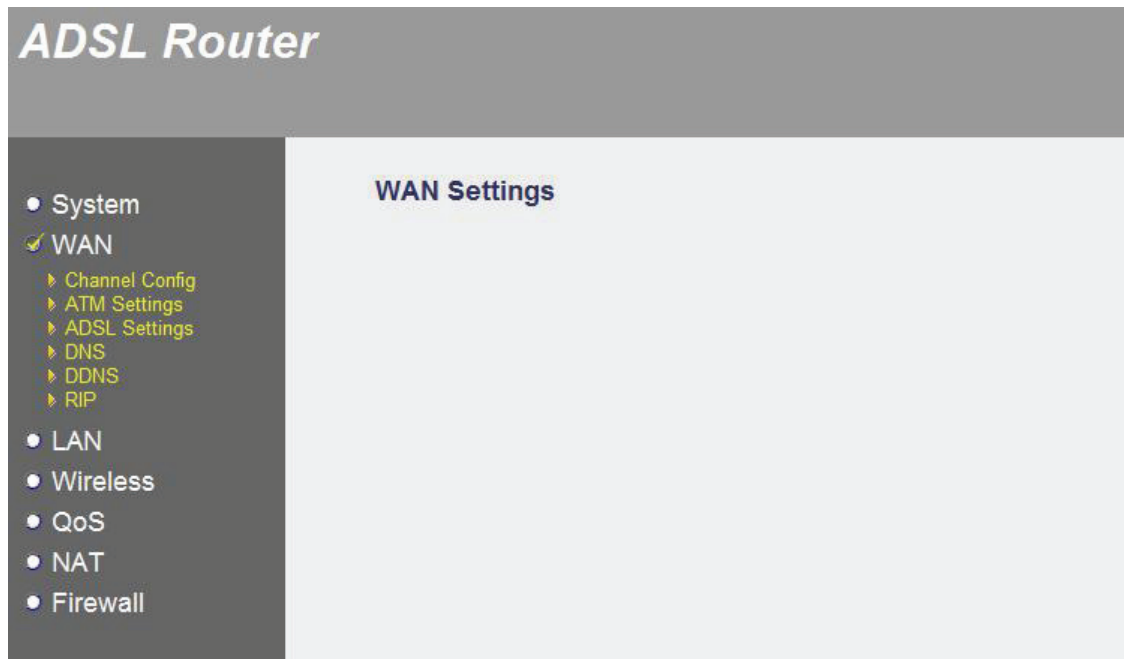 ADSL Router
System
WAN
Channel Config
ATM Settings
ADSL Settings
DNS
DDNS
RIP
LAN
Wireless
QoS
NAT
Firewall
WAN Settings